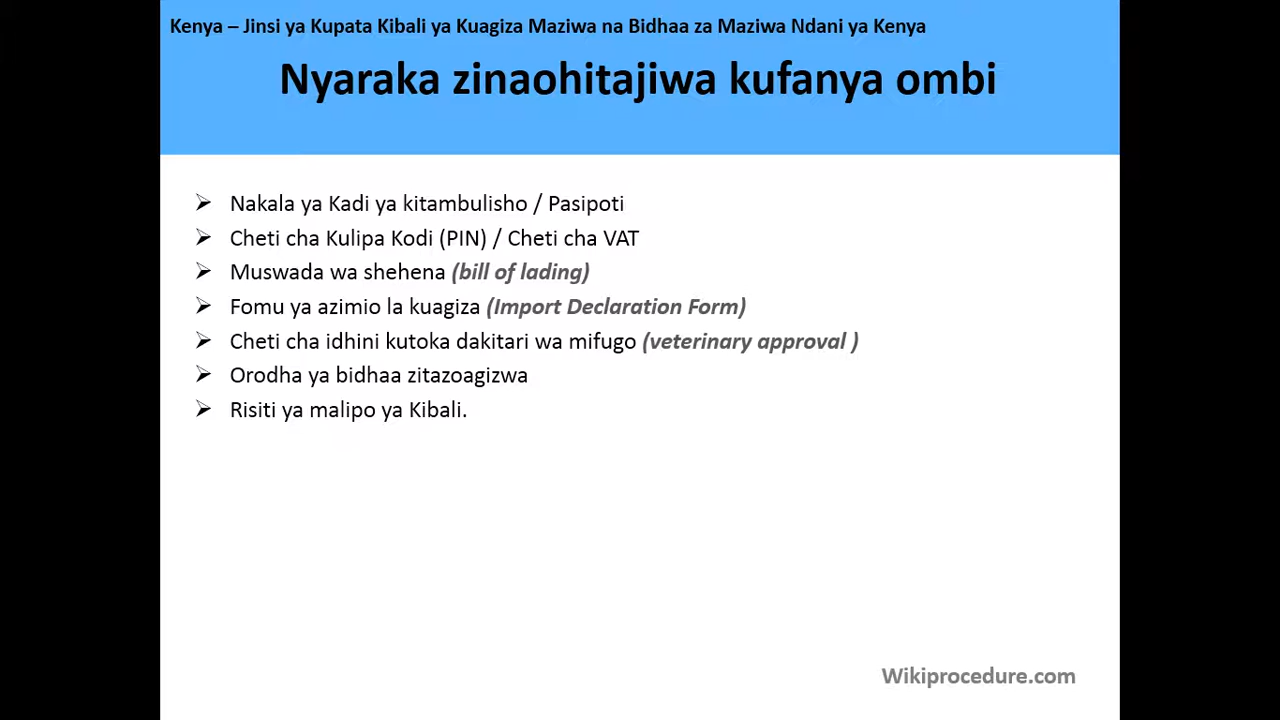 Kenya – Jinsi ya Kupata Kibali ya Kuagiza Maziwa na Bidhaa za Maziwa Ndani ya Kenya
Nyaraka zinaohitajiwa kufanya ombi
➢ Nakala ya Kadi ya kitambulisho / Pasipoti
➢ Cheti cha Kulipa Kodi (PIN) / Cheti cha VAT
➢ Muswada wa shehena (bill of lading)
➢ Fomu ya azimio la kuagiza (Import Declaration Form)
➢ Cheti cha idhini kutoka dakitari wa mifugo (veterinary approval )
➢ Orodha ya bidhaa zitazoagizwa
➢ Risiti ya malipo ya Kibali.
Wikiprocedure.com